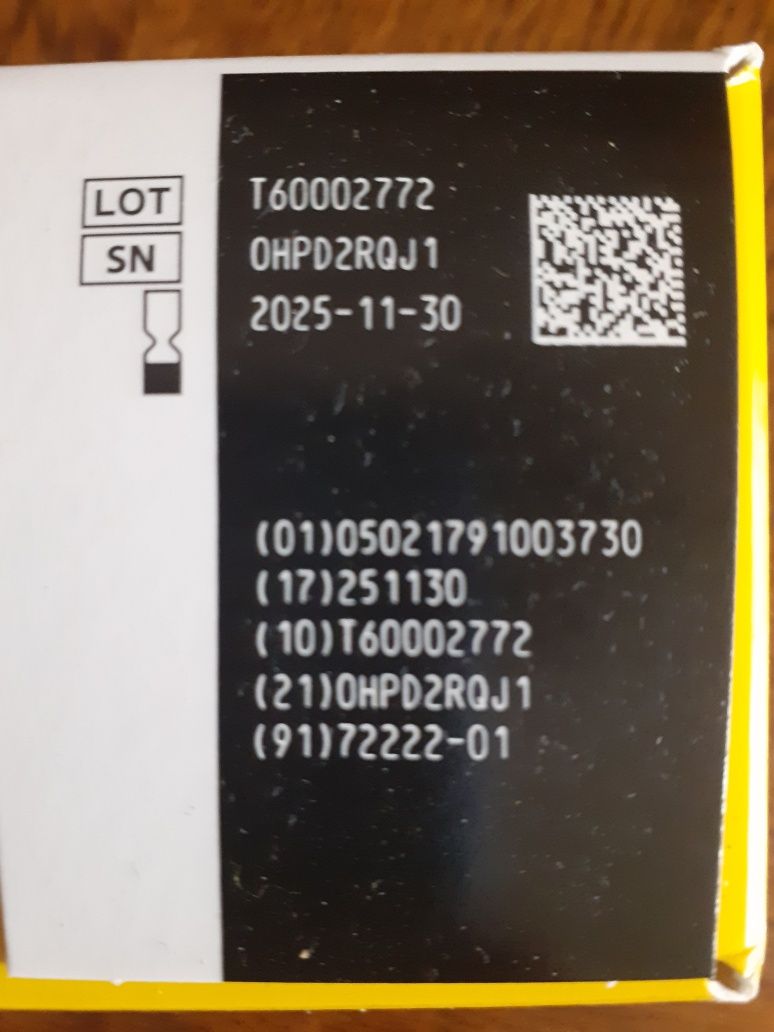 LOT T60002772
SN 0HPD2RQJ1
2025-11-30
(01)05021791003730
(17)251130
(10)T60002772
(21)0HPD2RQJ1
(91)72222-01